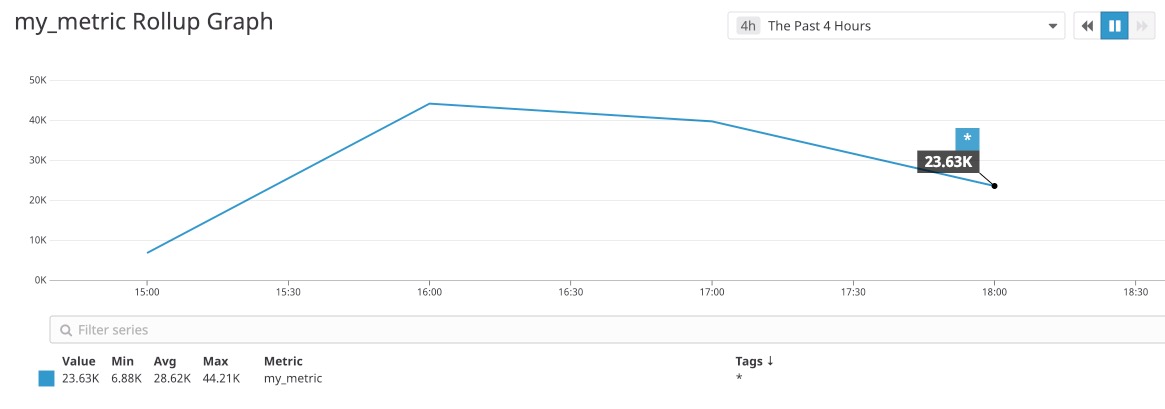 my_metric Rollup Graph
4h The Past 4 Hours
50K
40K
30K
20K
10K
0K
*
23.63K
15:00 15:30 16:00 16:30 17:00 17:30 18:00 18:30
Filter series
Value Min Avg Max Metric Tags ↓
23.63K 6.88K 28.62K 44.21K my_metric *